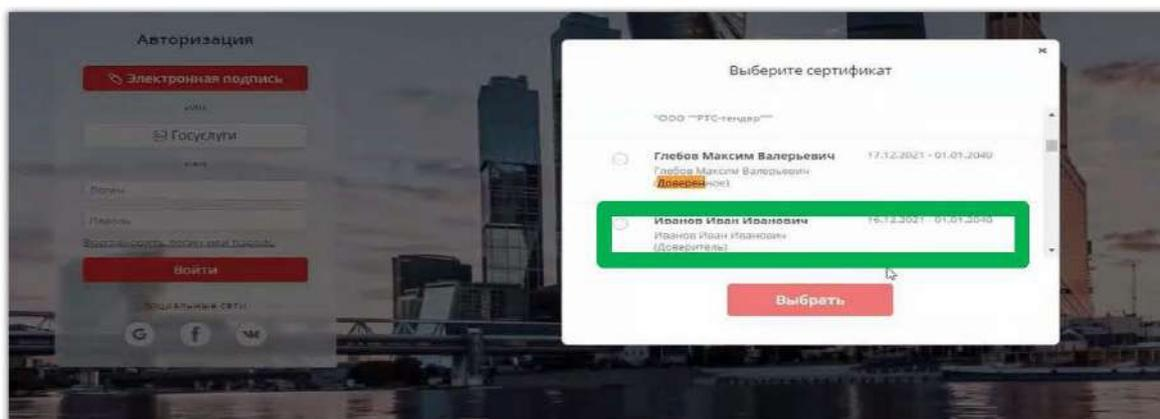 Авторизация
Электронная подпись
или
Госуслуги
или
Логин
Пароль
Восстановить логин или пароль
Войти
Социальные сети
G f
×
Выберите сертификат
"ООО ""РТС-тендер"""
Глебов Максим Валерьевич 17.12.2021 - 01.01.2040
Глебов Максим Валерьевич
(Доверенное)
Иванов Иван Иванович 16.12.2021 - 01.01.2040
Иванов Иван Иванович
(Доверитель)
Выбрать